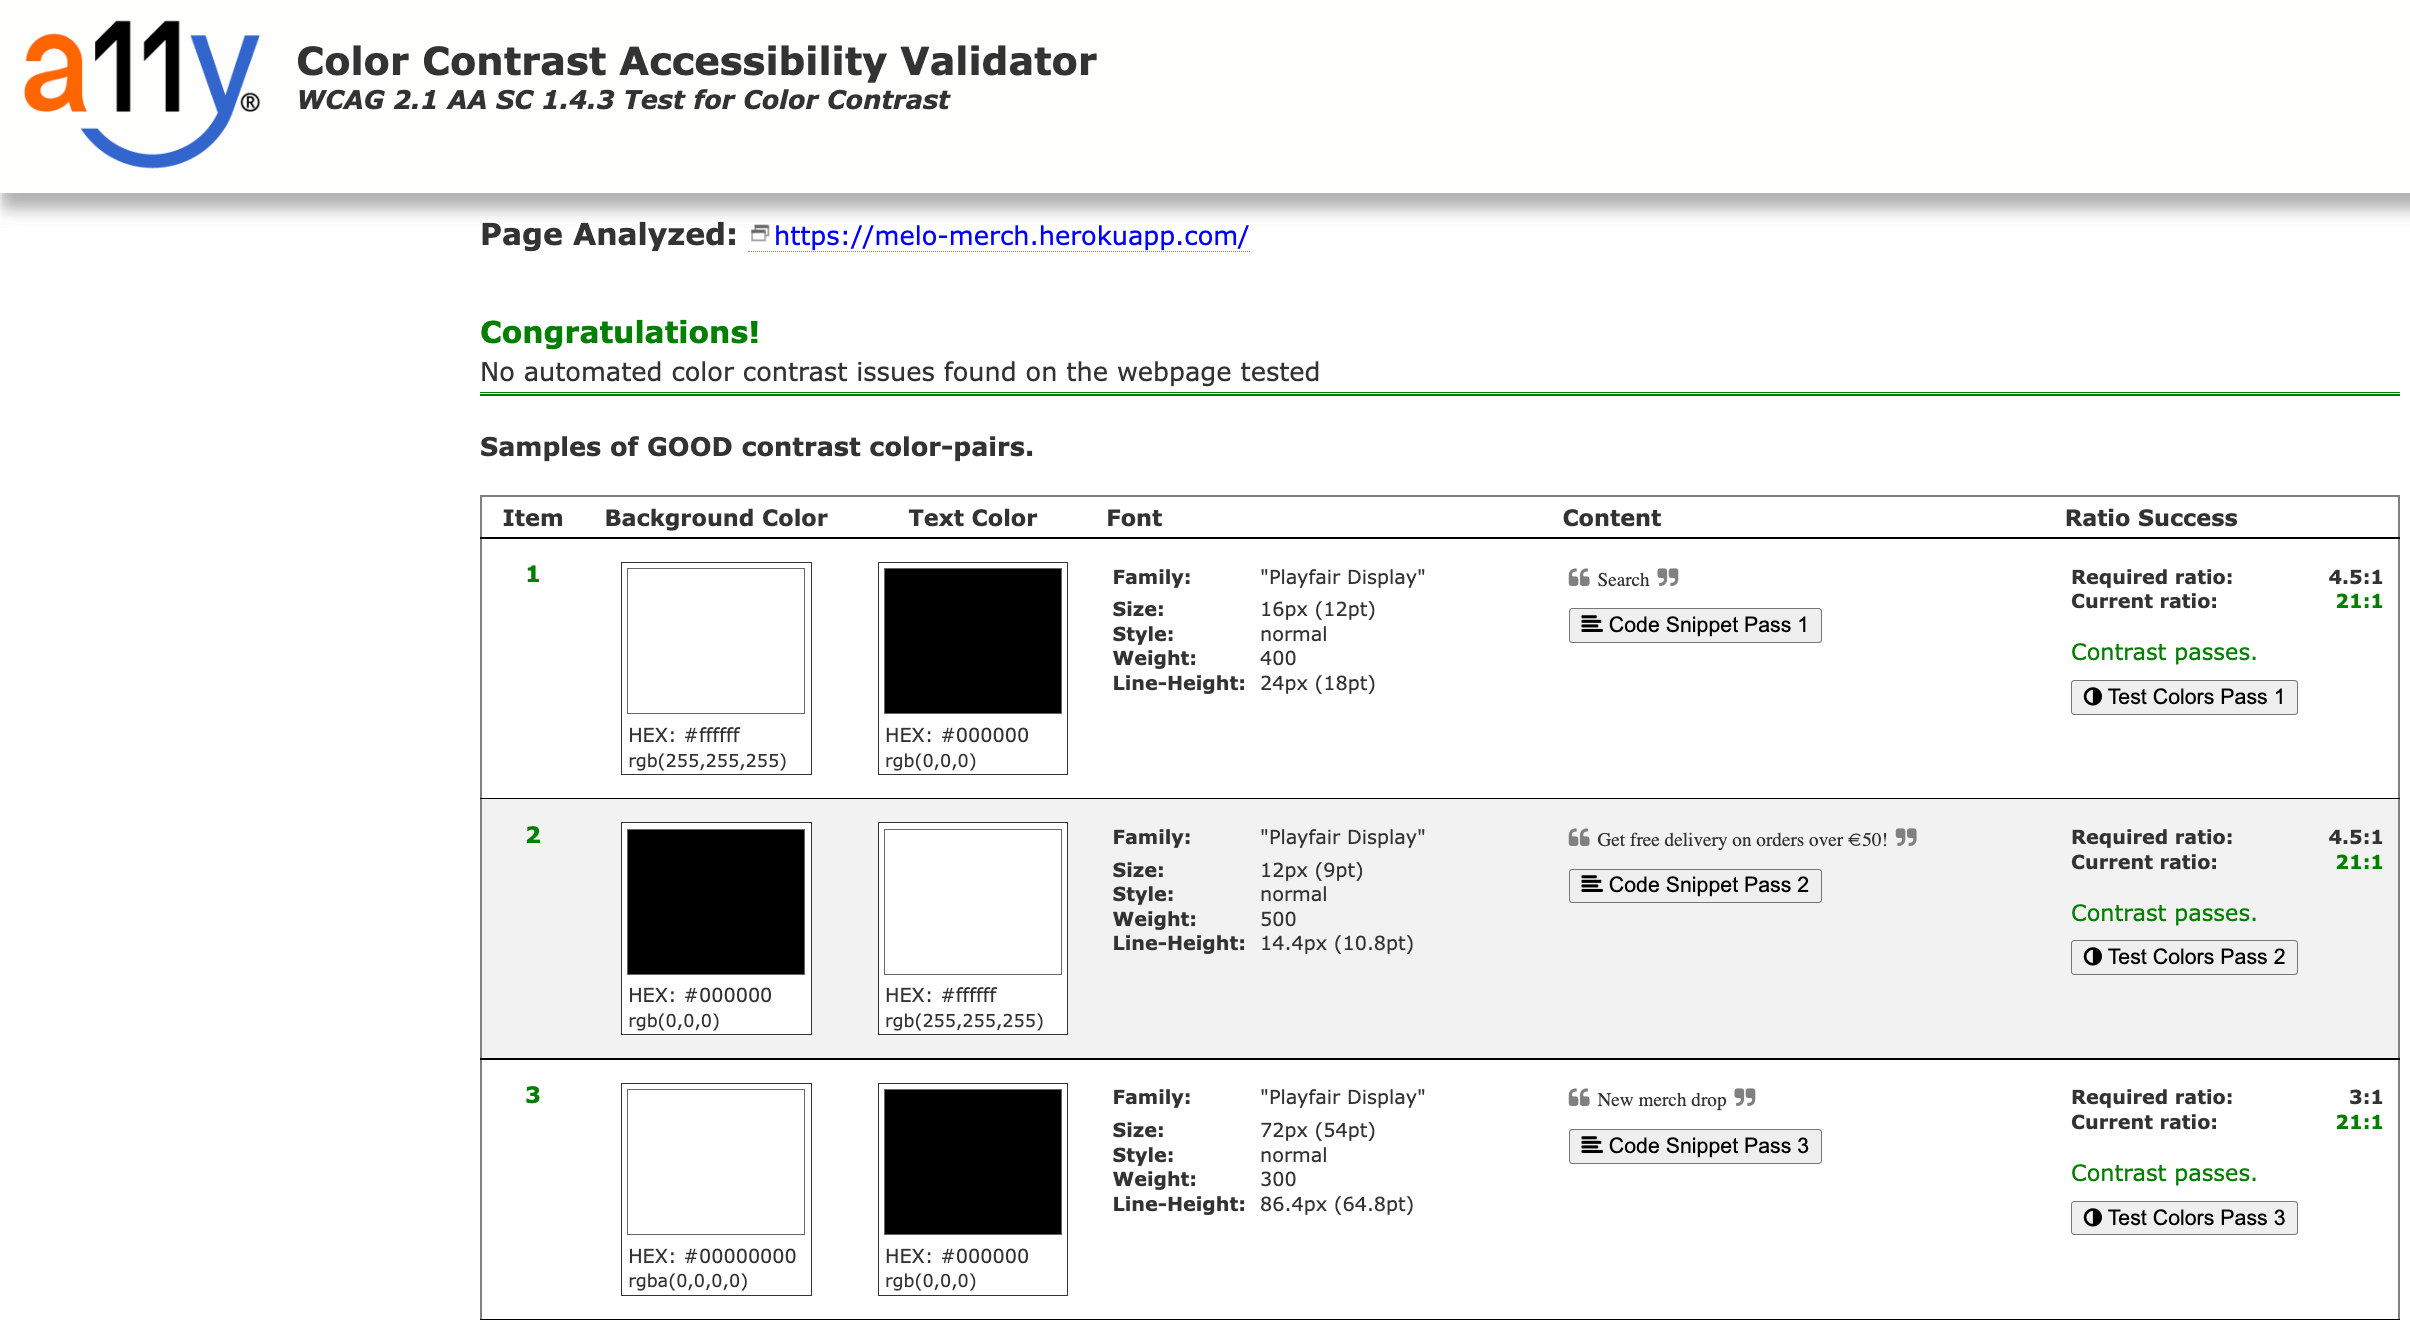 a11y®
Color Contrast Accessibility Validator
WCAG 2.1 AA SC 1.4.3 Test for Color Contrast
Page Analyzed: https://melo-merch.herokuapp.com/
Congratulations!
No automated color contrast issues found on the webpage tested
Samples of GOOD contrast color-pairs.
Item Background Color Text Color Font Content Ratio Success
1
HEX: #ffffff
rgb(255,255,255)
HEX: #000000
rgb(0,0,0)
Family: "Playfair Display"
Size: 16px (12pt)
Style: normal
Weight: 400
Line-Height: 24px (18pt)
❝ Search ❞
Code Snippet Pass 1
Required ratio: 4.5:1
Current ratio: 21:1
Contrast passes.
Test Colors Pass 1
2
HEX: #000000
rgb(0,0,0)
HEX: #ffffff
rgb(255,255,255)
Family: "Playfair Display"
Size: 12px (9pt)
Style: normal
Weight: 500
Line-Height: 14.4px (10.8pt)
❝ Get free delivery on orders over €50! ❞
Code Snippet Pass 2
Required ratio: 4.5:1
Current ratio: 21:1
Contrast passes.
Test Colors Pass 2
3
HEX: #00000000
rgba(0,0,0,0)
HEX: #000000
rgb(0,0,0)
Family: "Playfair Display"
Size: 72px (54pt)
Style: normal
Weight: 300
Line-Height: 86.4px (64.8pt)
❝ New merch drop ❞
Code Snippet Pass 3
Required ratio: 3:1
Current ratio: 21:1
Contrast passes.
Test Colors Pass 3